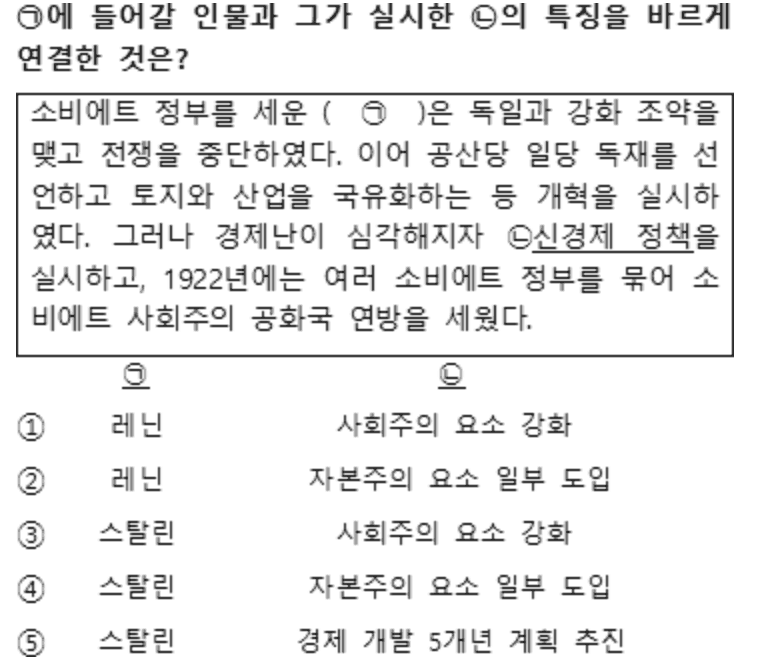 ㉠에 들어갈 인물과 그가 실시한 ㉡의 특징을 바르게
연결한 것은?
소비에트 정부를 세운 ( ㉠ )은 독일과 강화 조약을
맺고 전쟁을 중단하였다. 이어 공산당 일당 독재를 선
언하고 토지와 산업을 국유화하는 등 개혁을 실시하
였다. 그러나 경제난이 심각해지자 ㉡신경제 정책을
실시하고, 1922년에는 여러 소비에트 정부를 묶어 소
비에트 사회주의 공화국 연방을 세웠다.
㉠ ㉡
① 레닌 사회주의 요소 강화
② 레닌 자본주의 요소 일부 도입
③ 스탈린 사회주의 요소 강화
④ 스탈린 자본주의 요소 일부 도입
⑤ 스탈린 경제 개발 5개년 계획 추진